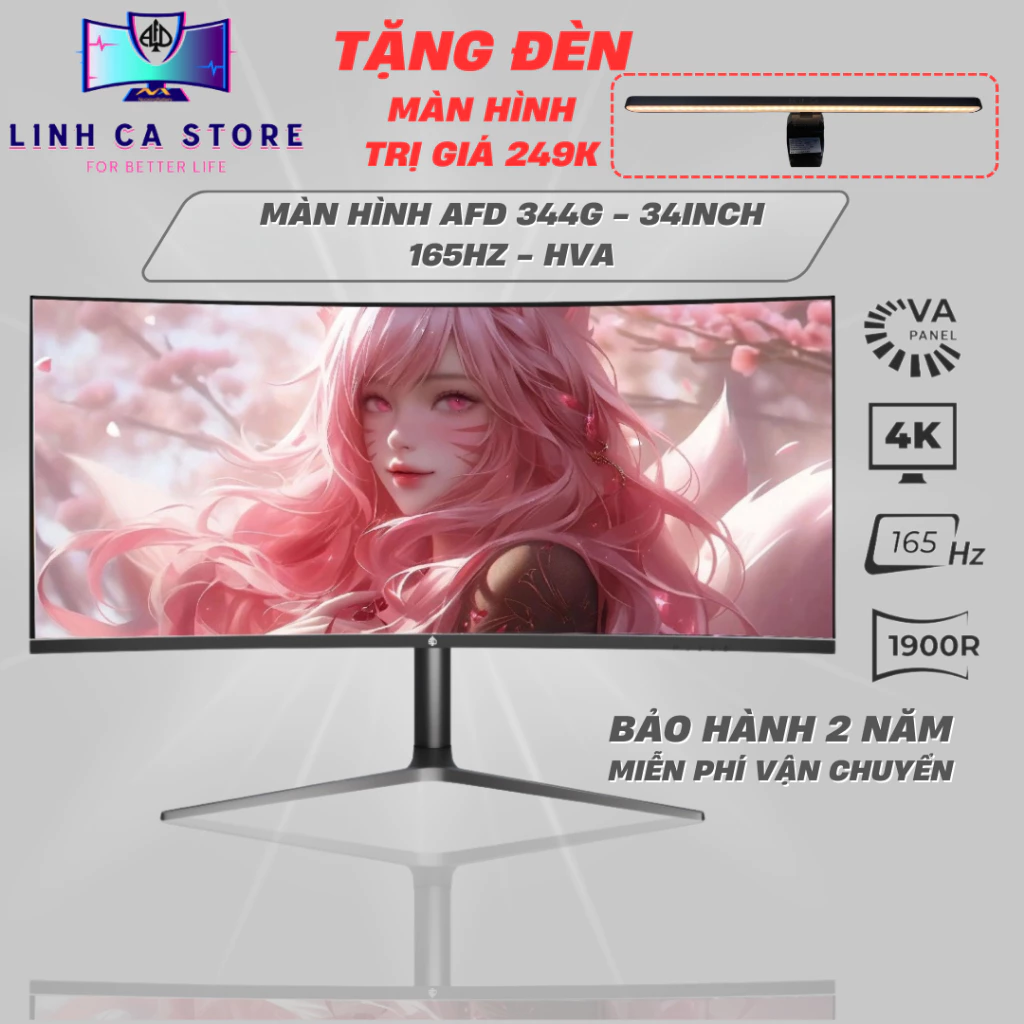 AFD
LINH CA STORE
FOR BETTER LIFE
TẶNG ĐÈN
MÀN HÌNH
TRỊ GIÁ 249K
MÀN HÌNH AFD 344G - 34INCH
165HZ - HVA
VA
PANEL
4K
165 Hz
1900R
BẢO HÀNH 2 NĂM
MIỄN PHÍ VẬN CHUYỂN